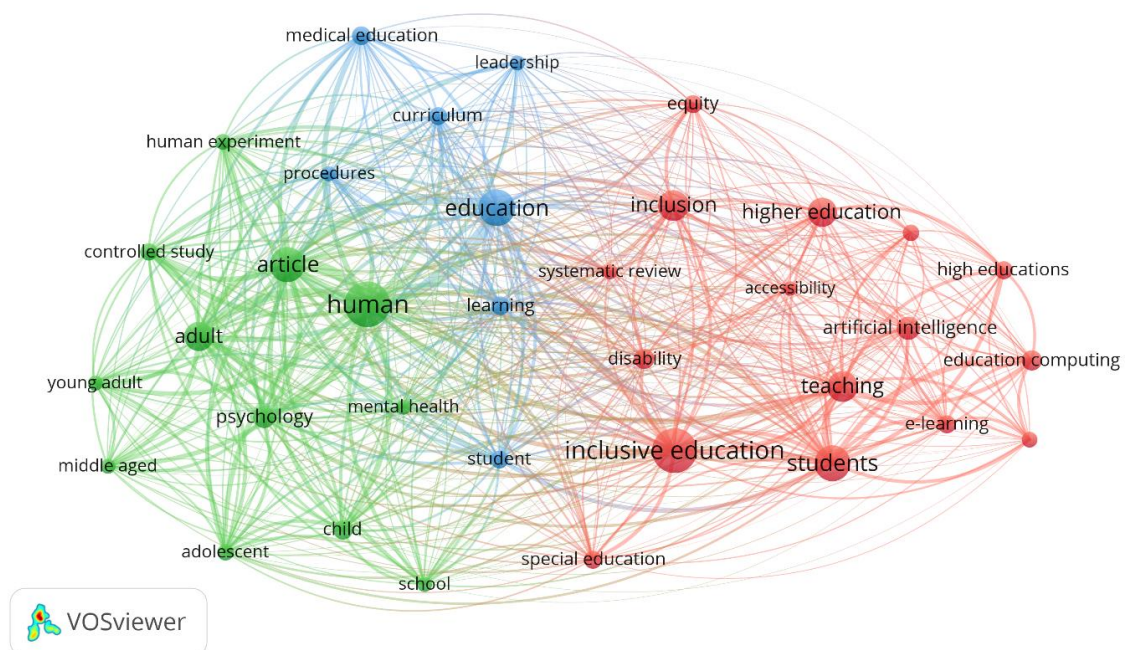 medical education
leadership
equity
curriculum
human experiment
procedures
education
inclusion
higher education
controlled study
article
systematic review
high educations
accessibility
human
learning
artificial intelligence
adult
disability
education computing
young adult
teaching
psychology
mental health
e-learning
middle aged
student
inclusive education
students
child
adolescent
special education
school
VOSviewer